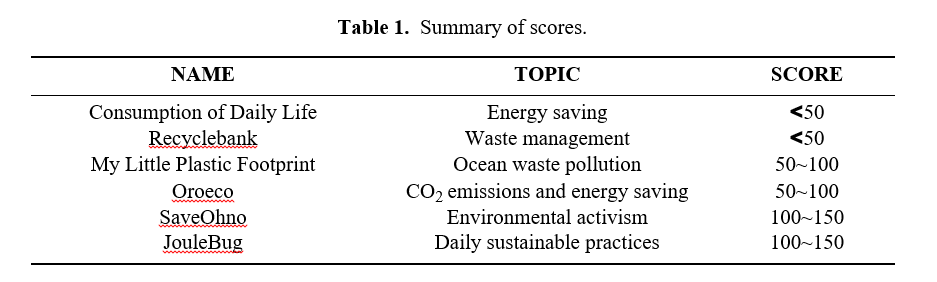 Table 1. Summary of scores.
NAME TOPIC SCORE
Consumption of Daily Life Energy saving <50
Recyclebank Waste management <50
My Little Plastic Footprint Ocean waste pollution 50~100
Oroeco CO₂ emissions and energy saving 50~100
SaveOhno Environmental activism 100~150
JouleBug Daily sustainable practices 100~150